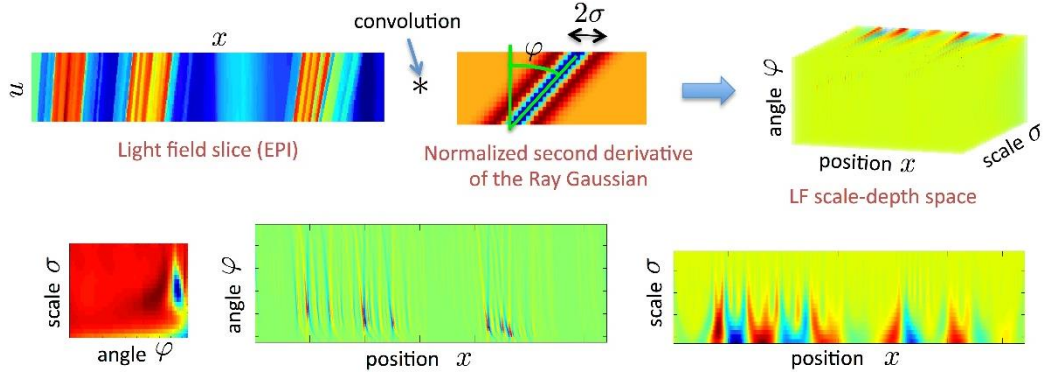 convolution
x
2σ
u
*
φ
angle φ
scale σ
position x
Light field slice (EPI)
Normalized second derivative
of the Ray Gaussian
LF scale-depth space
scale σ
angle φ
angle φ
position x
scale σ
position x